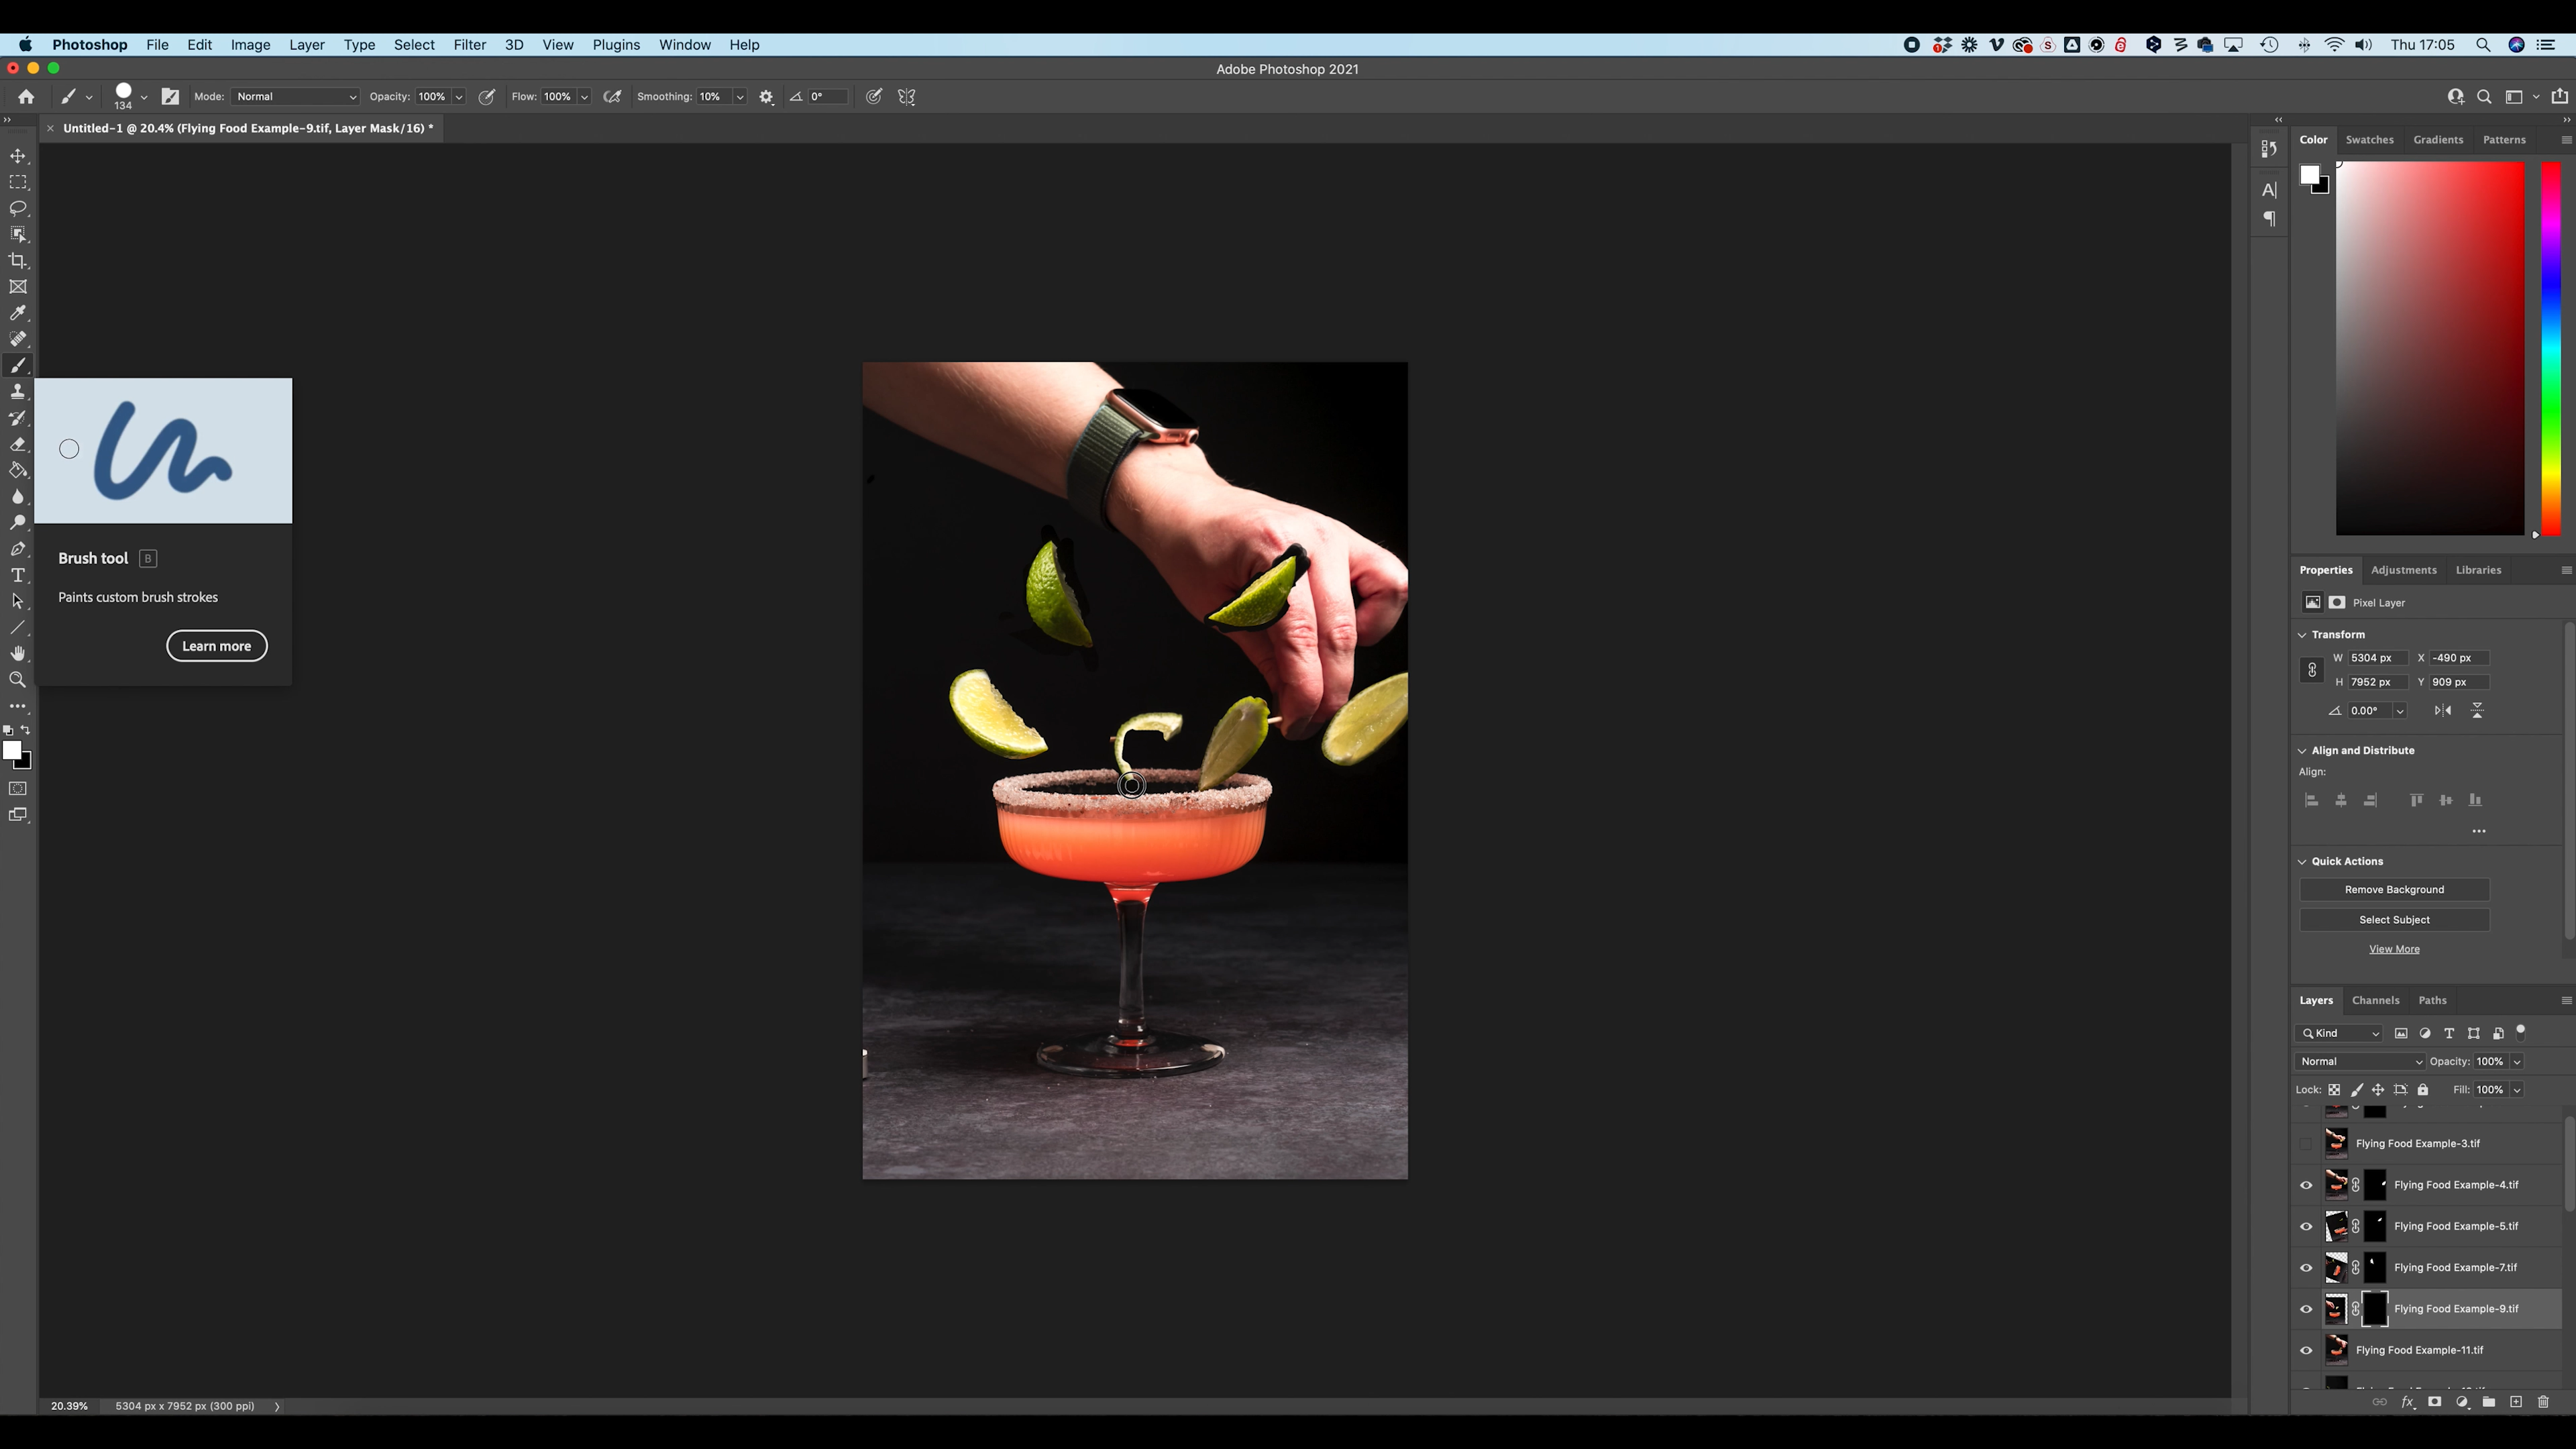 Photoshop File Edit Image Layer Type Select Filter 3D View Plugins Window Help Thu 17:05
Adobe Photoshop 2021
134 Mode: Normal Opacity: 100% Flow: 100% Smoothing: 10% 0°
Untitled-1 @ 20.4% (Flying Food Example-9.tif, Layer Mask/16) *
Color Swatches Gradients Patterns
Brush tool B
Paints custom brush strokes
Learn more
Properties Adjustments Libraries
Pixel Layer
Transform
W 5304 px X -490 px
H 7952 px Y 909 px
0.00°
Align and Distribute
Align:
Quick Actions
Remove Background
Select Subject
View More
Layers Channels Paths
Kind
Normal Opacity: 100%
Lock: Fill: 100%
Flying Food Example-3.tif
Flying Food Example-4.tif
Flying Food Example-5.tif
Flying Food Example-7.tif
Flying Food Example-9.tif
Flying Food Example-11.tif
20.39% 5304 px x 7952 px (300 ppi)